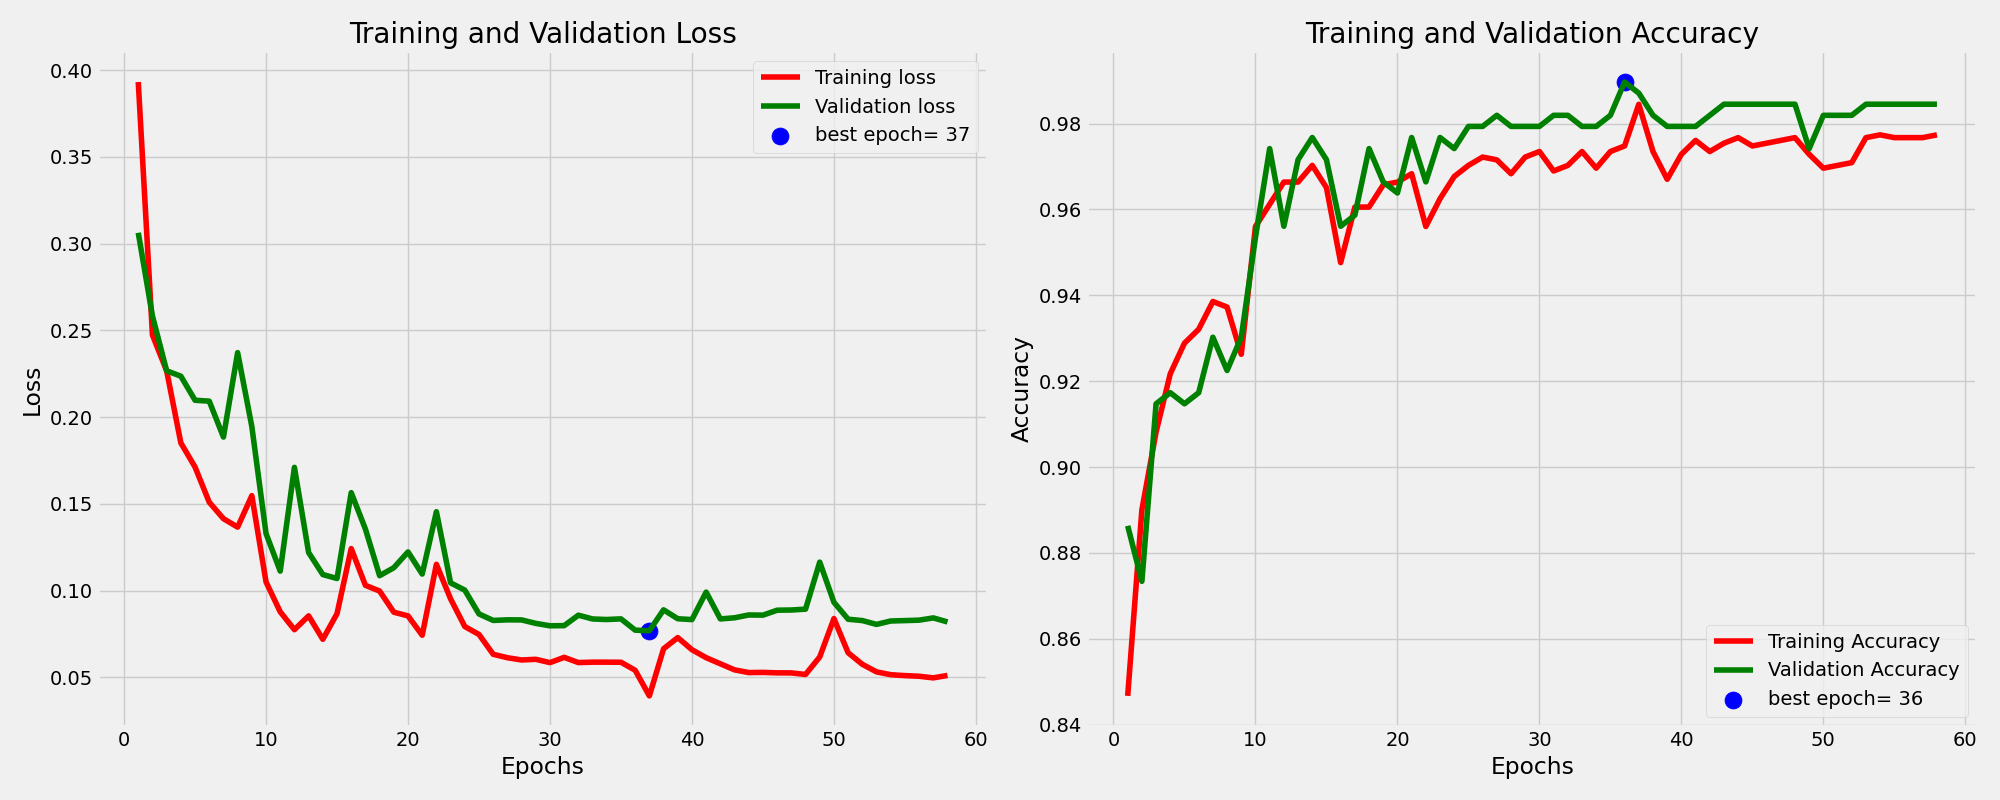 Training and Validation Loss
Loss
0.40
0.35
0.30
0.25
0.20
0.15
0.10
0.05
Training loss
Validation loss
best epoch= 37
0 10 20 30 40 50 60
Epochs
Training and Validation Accuracy
Accuracy
0.98
0.96
0.94
0.92
0.90
0.88
0.86
0.84
Training Accuracy
Validation Accuracy
best epoch= 36
0 10 20 30 40 50 60
Epochs